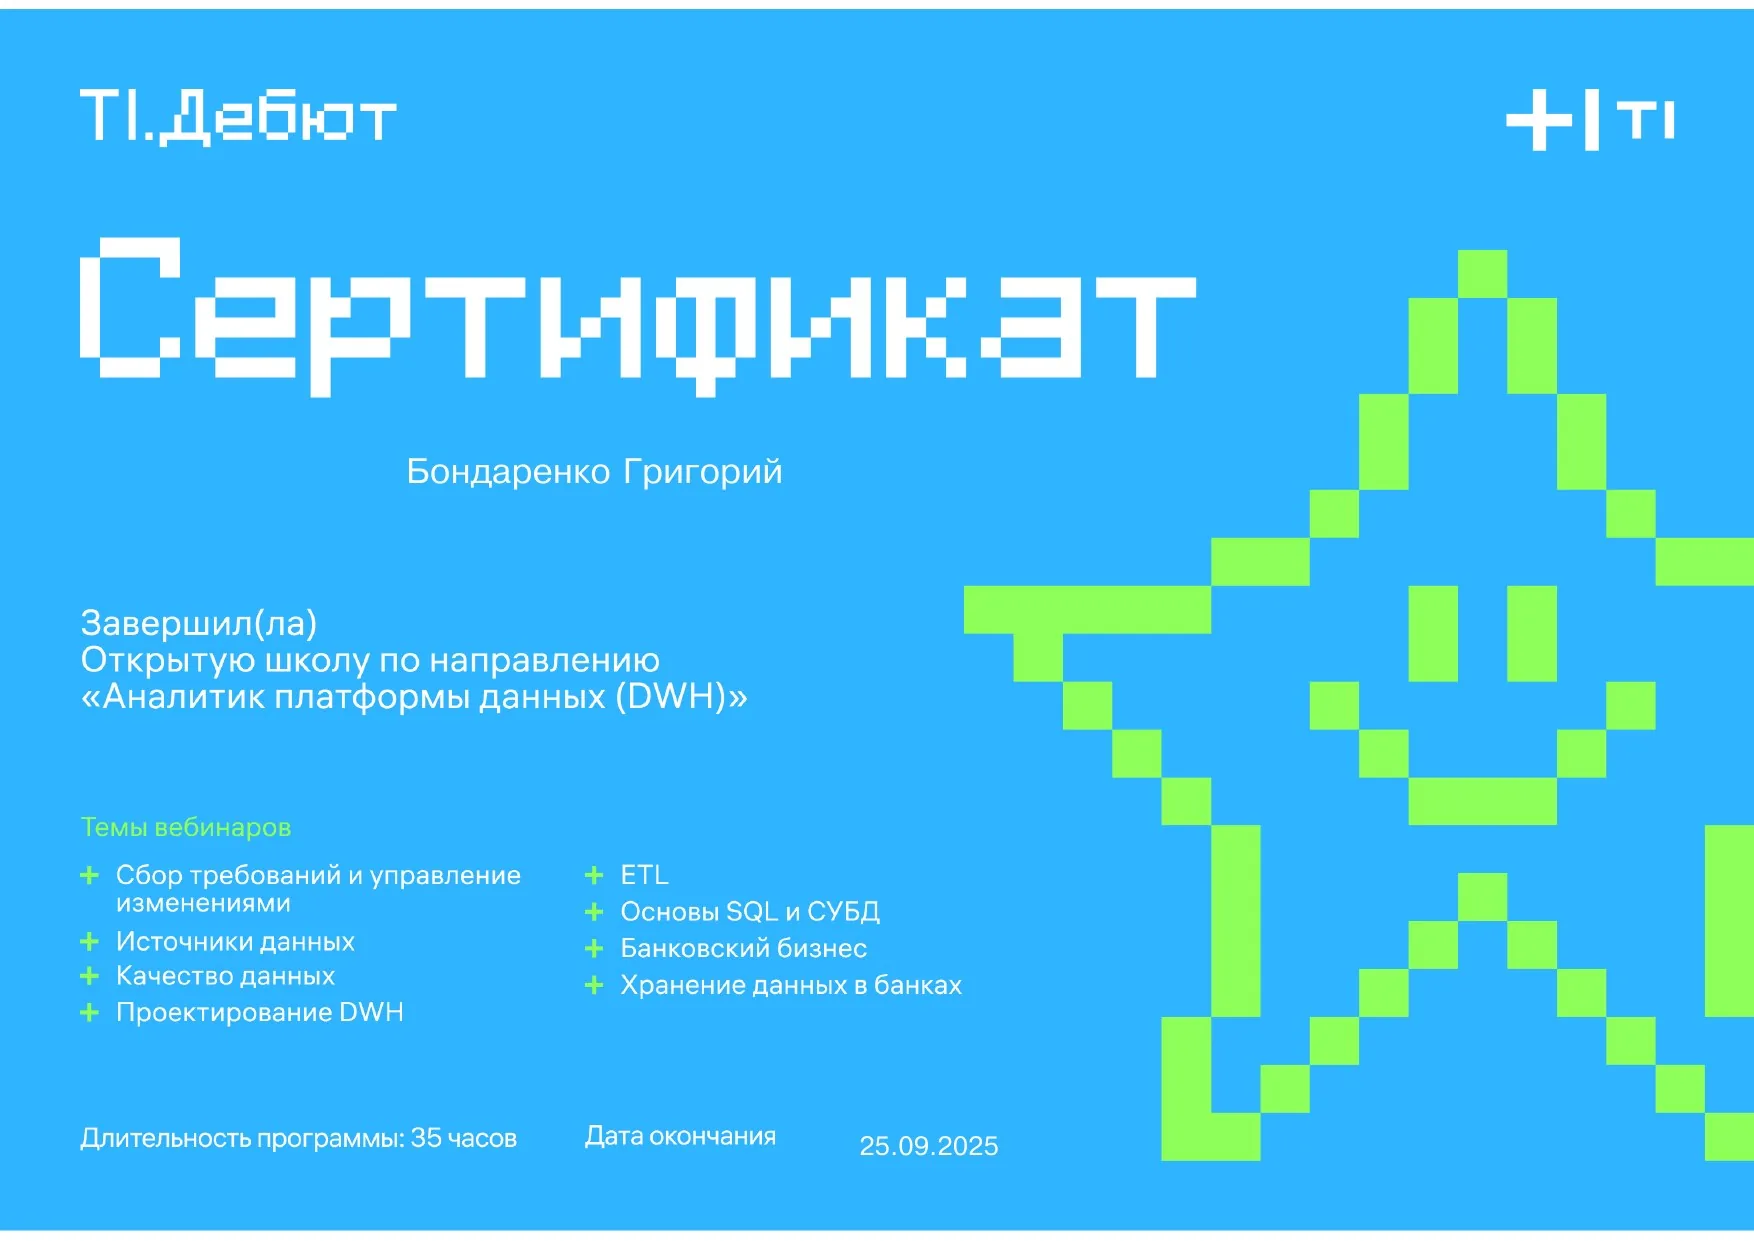 TI.Дебют
TI
Сертификат
Бондаренко Григорий
Завершил(ла)
Открытую школу по направлению
«Аналитик платформы данных (DWH)»
Темы вебинаров
+ Сбор требований и управление
изменениями
+ Источники данных
+ Качество данных
+ Проектирование DWH
+ ETL
+ Основы SQL и СУБД
+ Банковский бизнес
+ Хранение данных в банках
Длительность программы: 35 часов
Дата окончания
25.09.2025